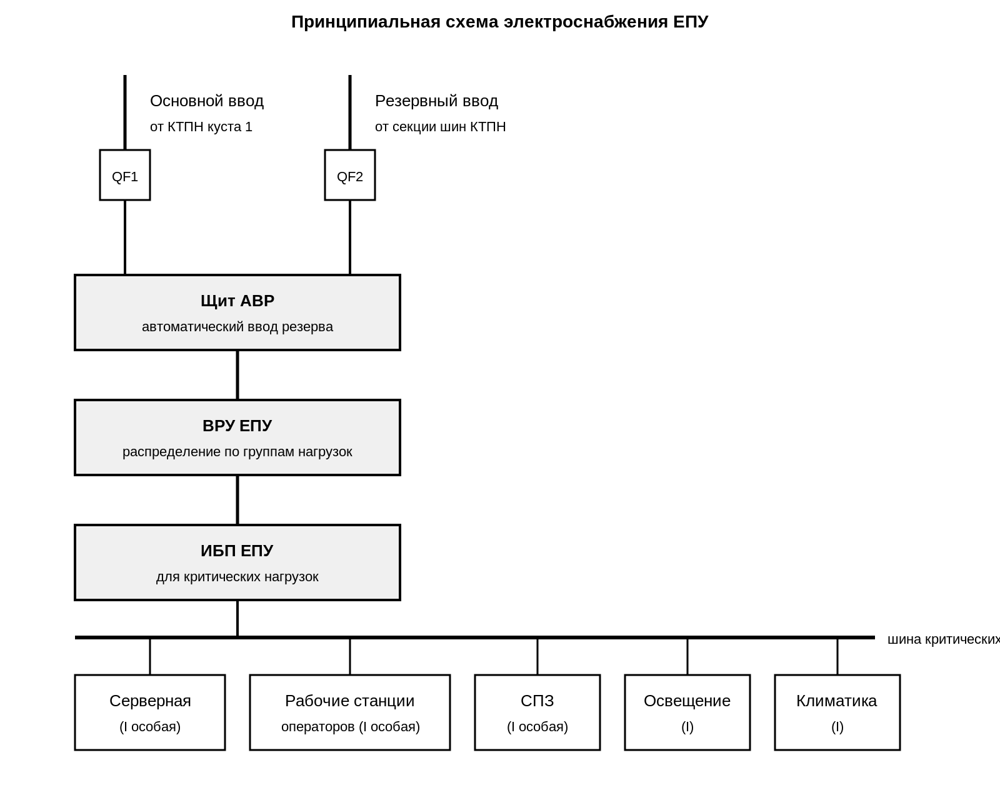 Принципиальная схема электроснабжения ЕПУ
Основной ввод
от КТПН куста 1
Резервный ввод
от секции шин КТПН
QF1
QF2
Щит АВР
автоматический ввод резерва
ВРУ ЕПУ
распределение по группам нагрузок
ИБП ЕПУ
для критических нагрузок
шина критических
Серверная
(I особая)
Рабочие станции
операторов (I особая)
СПЗ
(I особая)
Освещение
(I)
Климатика
(I)